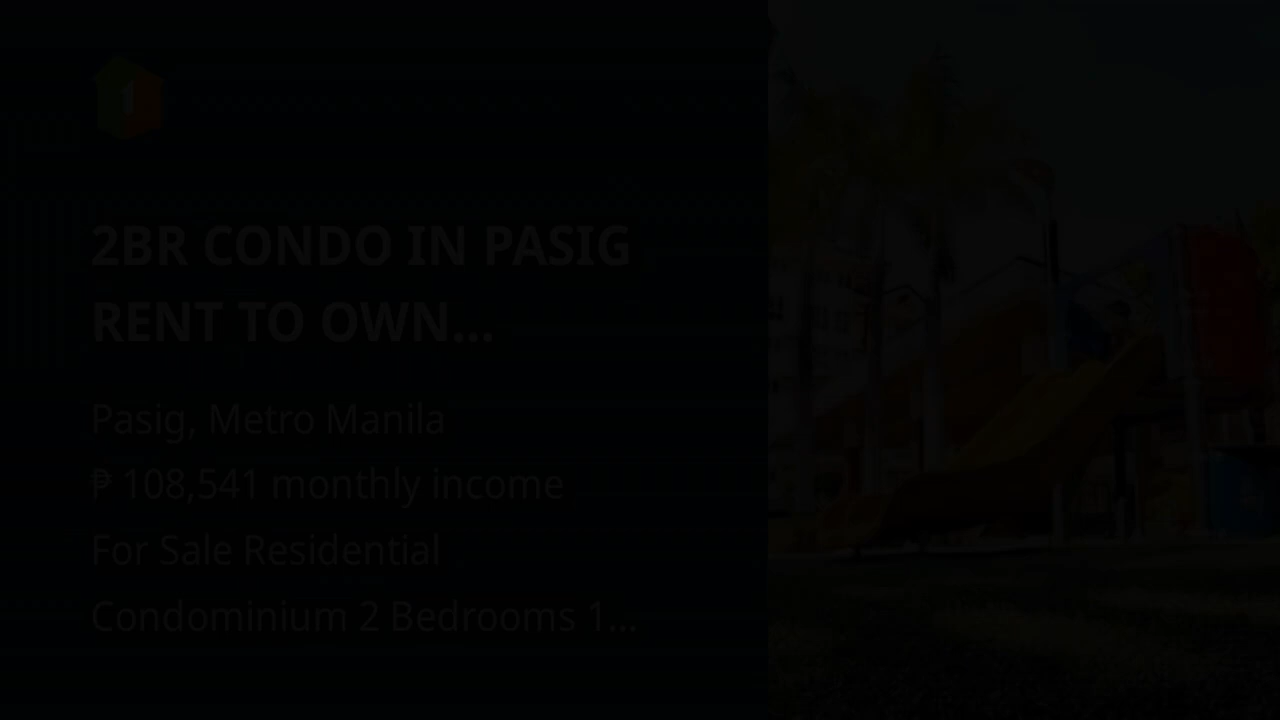 1
2BR CONDO IN PASIG
RENT TO OWN...
Pasig, Metro Manila
₱ 108,541 monthly income
For Sale Residential
Condominium 2 Bedrooms 1...